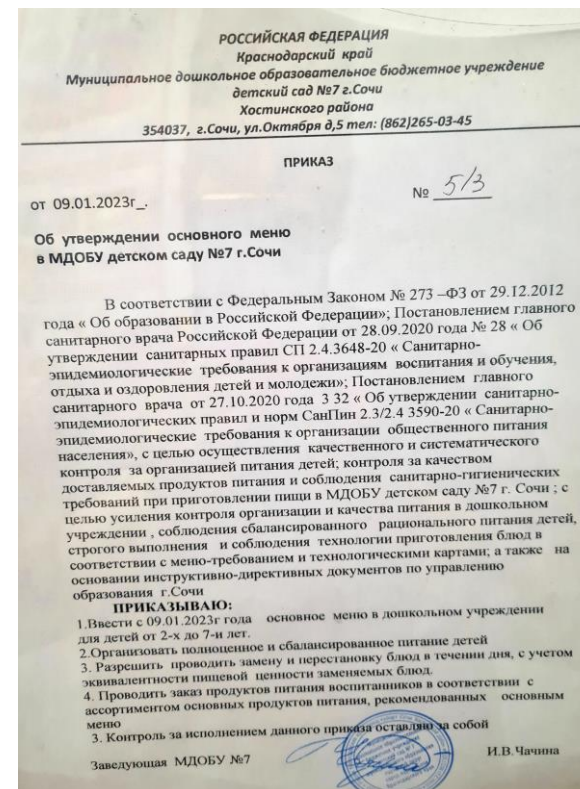 РОССИЙСКАЯ ФЕДЕРАЦИЯ
Краснодарский край
Муниципальное дошкольное образовательное бюджетное учреждение
детский сад №7 г.Сочи
Хостинского района
354037, г.Сочи, ул.Октября д,5 тел: (862)265-03-45
ПРИКАЗ
от 09.01.2023г_.
№ 5/3
Об утверждении основного меню
в МДОБУ детском саду №7 г.Сочи
В соответствии с Федеральным Законом № 273 –ФЗ от 29.12.2012
года « Об образовании в Российской Федерации»; Постановлением главного
санитарного врача Российской Федерации от 28.09.2020 года № 28 « Об
утверждении санитарных правил СП 2.4.3648-20 « Санитарно-
эпидемиологические требования к организациям воспитания и обучения,
отдыха и оздоровления детей и молодежи»; Постановлением главного
санитарного врача от 27.10.2020 года 3 32 « Об утверждении санитарно-
эпидемиологических правил и норм СанПин 2.3/2.4 3590-20 « Санитарно-
эпидемиологические требования к организации общественного питания
населения», с целью осуществления качественного и систематического
контроля за организацией питания детей; контроля за качеством
доставляемых продуктов питания и соблюдения санитарно-гигиенических
требований при приготовлении пищи в МДОБУ детском саду №7 г. Сочи ; с
целью усиления контроля организации и качества питания в дошкольном
учреждении , соблюдения сбалансированного рационального питания детей,
строгого выполнения и соблюдения технологии приготовления блюд в
соответствии с меню-требованием и технологическими картами; а также на
основании инструктивно-директивных документов по управлению
образования г.Сочи
ПРИКАЗЫВАЮ:
1.Ввести с 09.01.2023г года основное меню в дошкольном учреждении
для детей от 2-х до 7-и лет.
2.Организовать полноценное и сбалансированное питание детей
3. Разрешить проводить замену и перестановку блюд в течении дня, с учетом
эквивалентности пищевой ценности заменяемых блюд.
4. Проводить заказ продуктов питания воспитанников в соответствии с
ассортиментом основных продуктов питания, рекомендованных основным
меню
3. Контроль за исполнением данного приказа оставляю за собой
Заведующая МДОБУ №7
И.В.Чачина